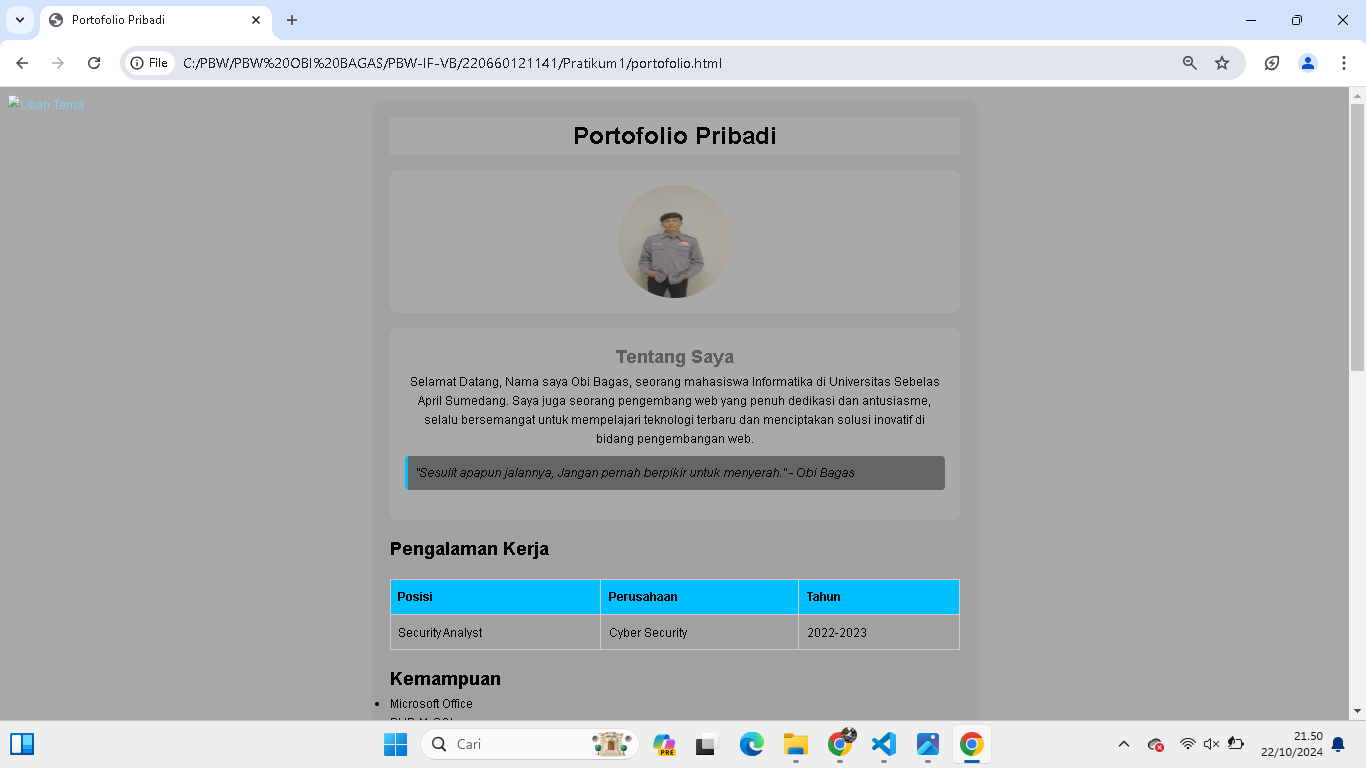 Portofolio Pribadi
File
C:/PBW/PBW%20OBI%20BAGAS/PBW-IF-VB/220660121141/Pratikum1/portofolio.html
Ubah Tema
Portofolio Pribadi
Tentang Saya
Selamat Datang, Nama saya Obi Bagas, seorang mahasiswa Informatika di Universitas Sebelas
April Sumedang. Saya juga seorang pengembang web yang penuh dedikasi dan antusiasme,
selalu bersemangat untuk mempelajari teknologi terbaru dan menciptakan solusi inovatif di
bidang pengembangan web.
"Sesulit apapun jalannya, Jangan pernah berpikir untuk menyerah." - Obi Bagas
Pengalaman Kerja
Posisi Perusahaan Tahun
Security Analyst Cyber Security 2022-2023
Kemampuan
Microsoft Office
Cari
PRE
21.50
22/10/2024